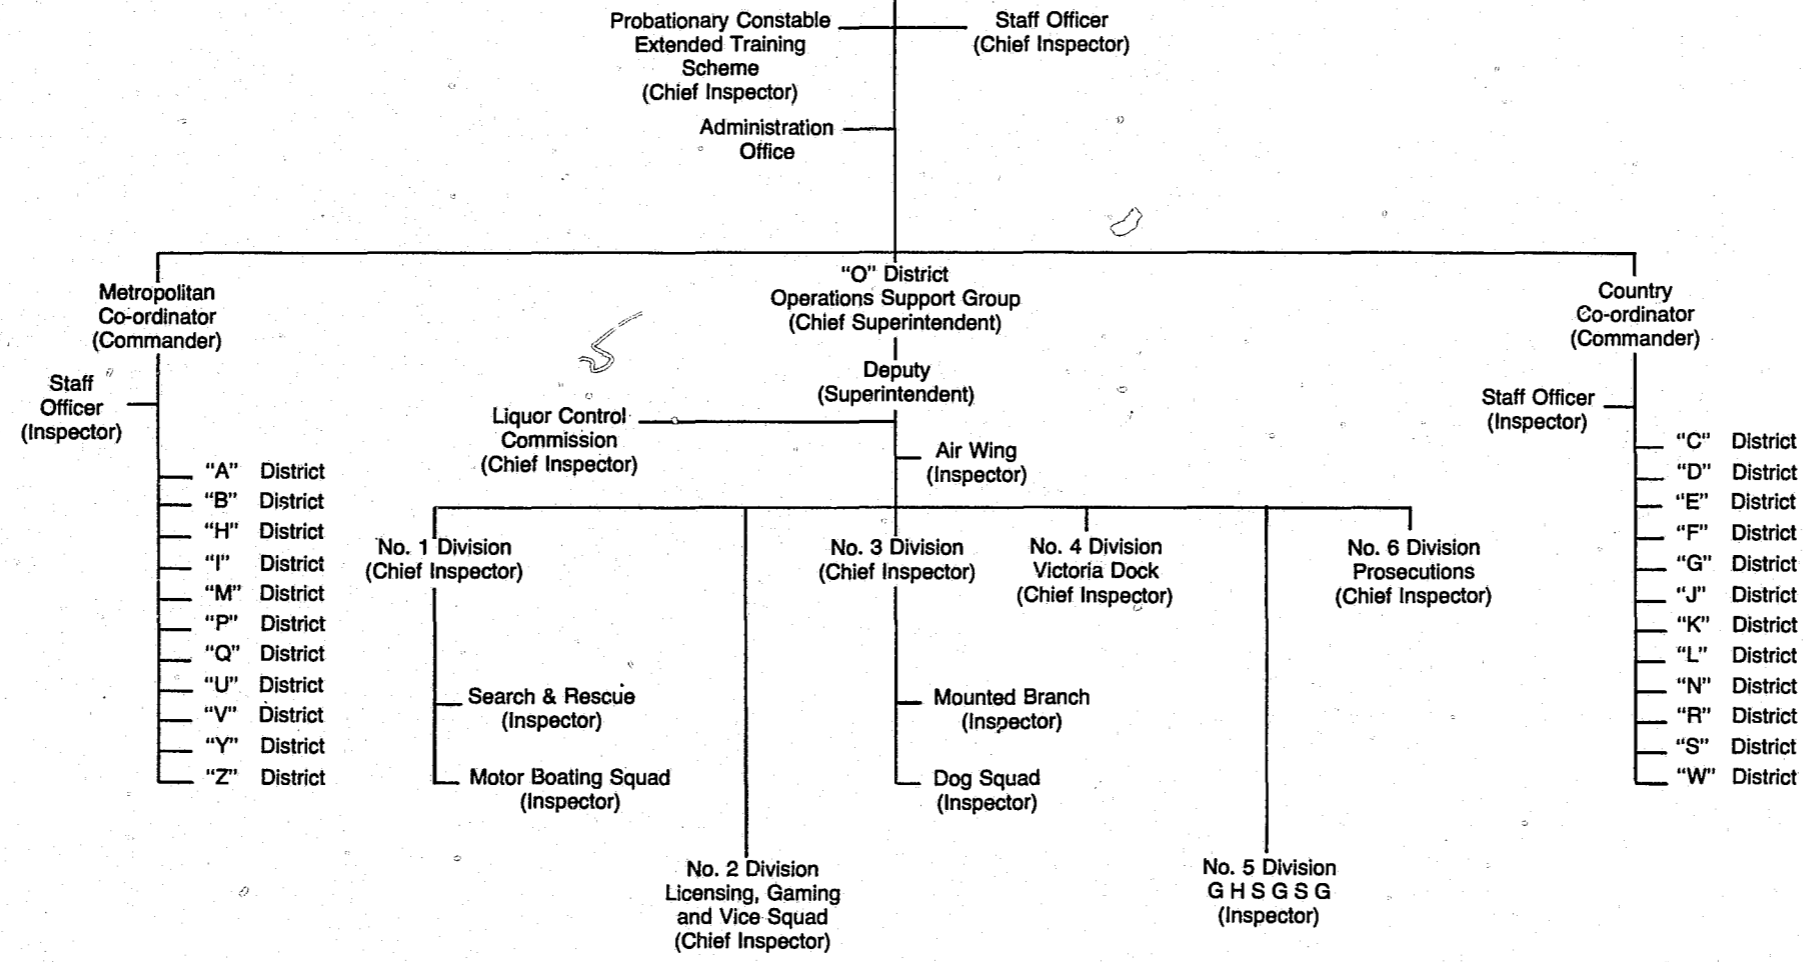 Probationary Constable
Extended Training
Scheme
(Chief Inspector)
Staff Officer
(Chief Inspector)
Administration
Office
Metropolitan
Co-ordinator
(Commander)
"O" District
Operations Support Group
(Chief Superintendent)
Country
Co-ordinator
(Commander)
Staff
Officer
(Inspector)
Deputy
(Superintendent)
Staff Officer
(Inspector)
Liquor Control
Commission
(Chief Inspector)
Air Wing
(Inspector)
"A" District
"B" District
"H" District
"I" District
"M" District
"P" District
"Q" District
"U" District
"V" District
"Y" District
"Z" District
No. 1 Division
(Chief Inspector)
Search & Rescue
(Inspector)
Motor Boating Squad
(Inspector)
No. 2 Division
Licensing, Gaming
and Vice Squad
(Chief Inspector)
No. 3 Division
(Chief Inspector)
Mounted Branch
(Inspector)
Dog Squad
(Inspector)
No. 4 Division
Victoria Dock
(Chief Inspector)
No. 5 Division
G H S G S G
(Inspector)
No. 6 Division
Prosecutions
(Chief Inspector)
"C" District
"D" District
"E" District
"F" District
"G" District
"J" District
"K" District
"L" District
"N" District
"R" District
"S" District
"W" District